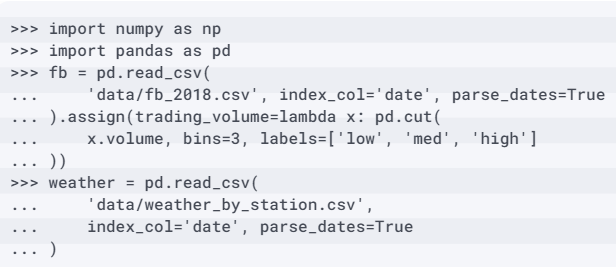 >>> import numpy as np
>>> import pandas as pd
>>> fb = pd.read_csv(
...     'data/fb_2018.csv', index_col='date', parse_dates=True
... ).assign(trading_volume=lambda x: pd.cut(
...     x.volume, bins=3, labels=['low', 'med', 'high']
... ))
>>> weather = pd.read_csv(
...     'data/weather_by_station.csv',
...     index_col='date', parse_dates=True
... )